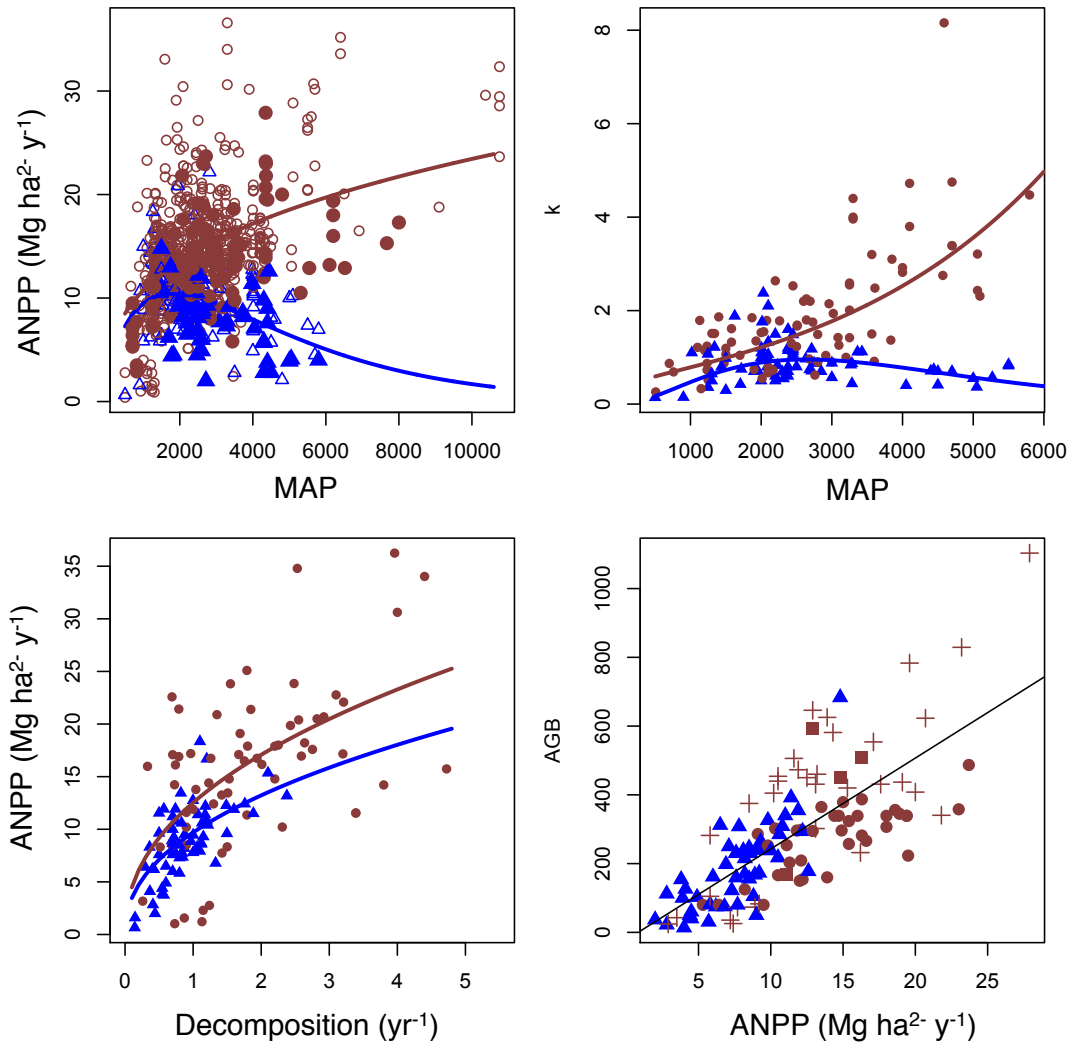 ANPP (Mg ha²⁻ y⁻¹)
0 10 20 30
2000 4000 6000 8000 10000
MAP
k
0 2 4 6 8
1000 2000 3000 4000 5000 6000
MAP
ANPP (Mg ha²⁻ y⁻¹)
0 5 10 15 20 25 30 35
0 1 2 3 4 5
Decomposition (yr⁻¹)
AGB
0 200 400 600 800 1000
5 10 15 20 25
ANPP (Mg ha²⁻ y⁻¹)